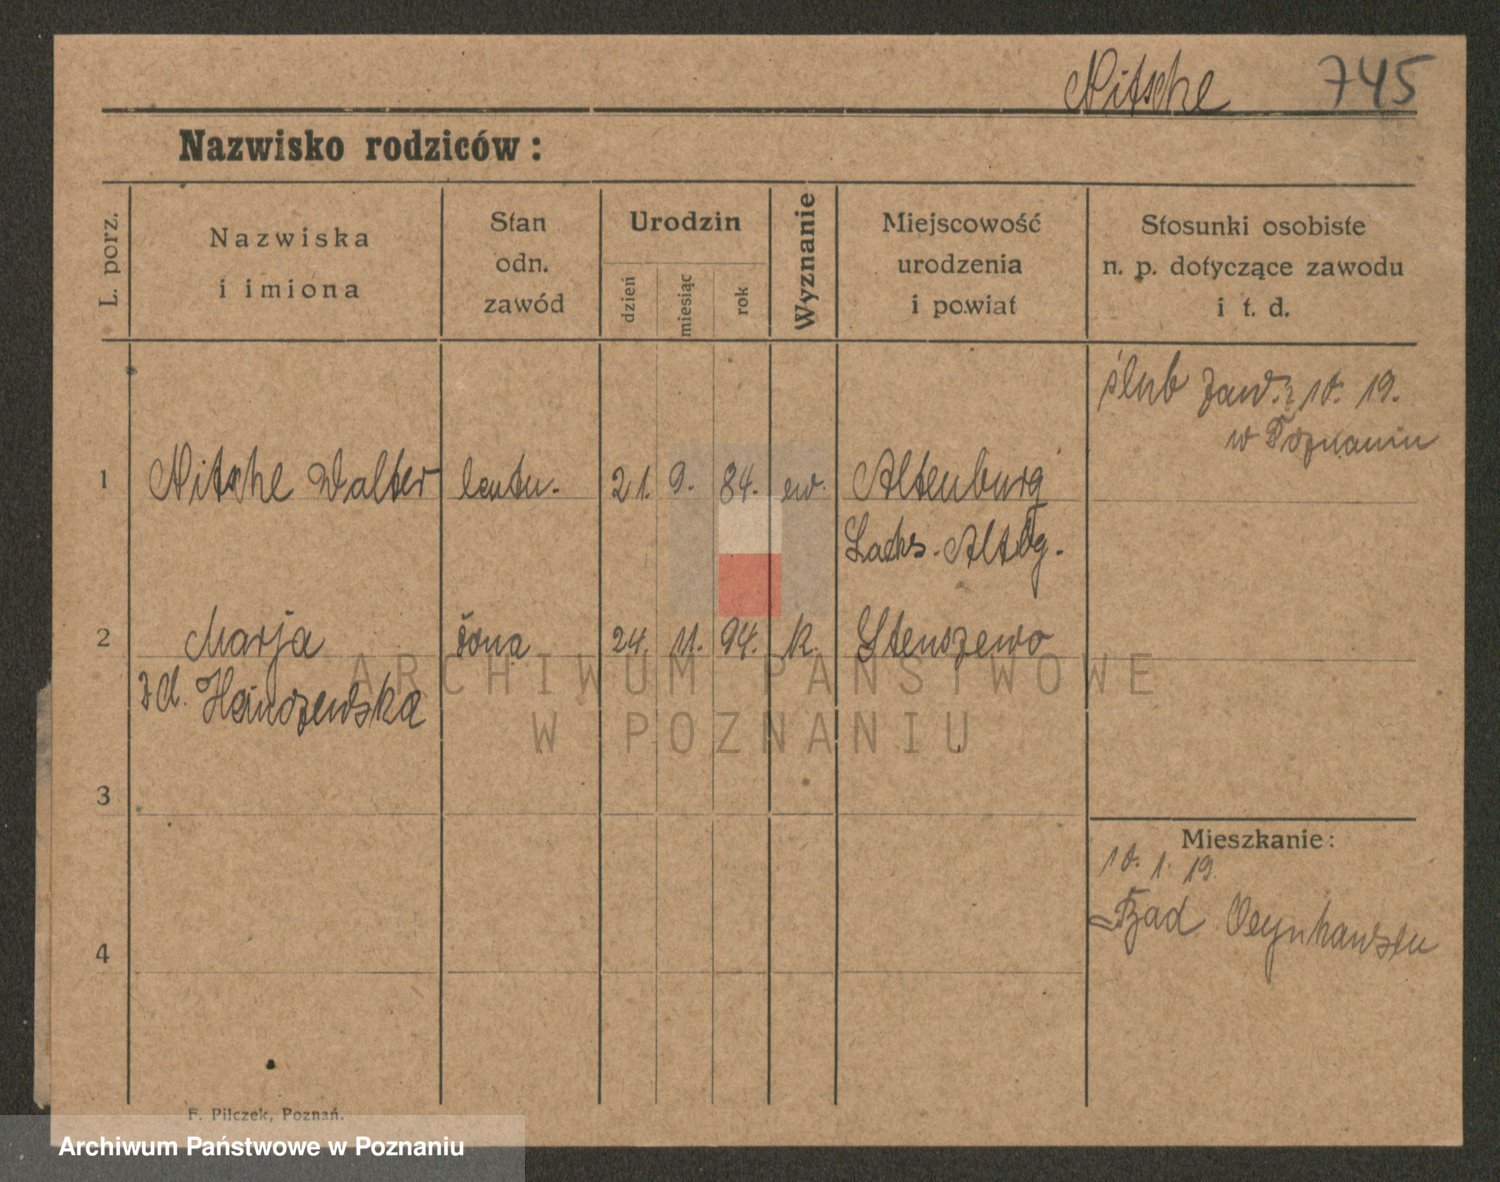 Nitsche 745
Nazwisko rodziców:
L. porz.
Nazwiska
i imiona
Stan
odn.
zawód
Urodzin
dzień
miesiąc
rok
Wyznanie
Miejscowość
urodzenia
i powiat
Stosunki osobiste
n. p. dotyczące zawodu
i t. d.
ślub zaw. 10. 19.
w Poznaniu
1 Nitsche Walter 21. 9. 84. ew. Altenburg
Sachs. Altbg.
2 Marja żona 24. 11. 94. k. Stenszewo
zd.
3
Mieszkanie:
10. 1. 19.
Bad Oeynhausen
4
F. Pilczek, Poznań.
ARCHIWUM PAŃSTWOWE
W POZNANIU
Archiwum Państwowe w Poznaniu